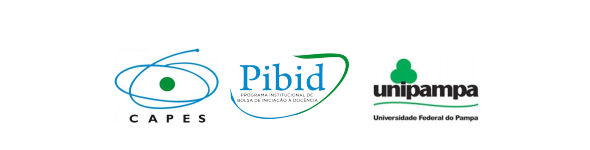 CAPES
Pibid
PROGRAMA INSTITUCIONAL DE
BOLSA DE INICIAÇÃO À DOCÊNCIA
unipampa
Universidade Federal do Pampa